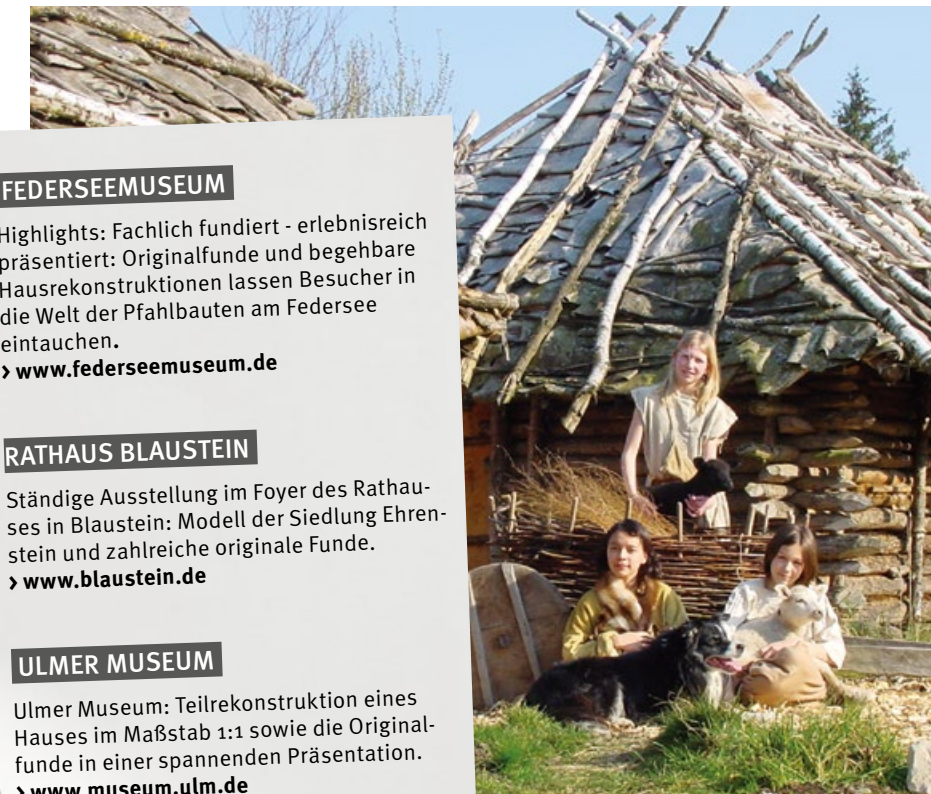 FEDERSEEMUSEUM
Highlights: Fachlich fundiert - erlebnisreich
präsentiert: Originalfunde und begehbare
Hausrekonstruktionen lassen Besucher in
die Welt der Pfahlbauten am Federsee
eintauchen.
› www.federseemuseum.de
RATHAUS BLAUSTEIN
Ständige Ausstellung im Foyer des Rathau-
ses in Blaustein: Modell der Siedlung Ehren-
stein und zahlreiche originale Funde.
› www.blaustein.de
ULMER MUSEUM
Ulmer Museum: Teilrekonstruktion eines
Hauses im Maßstab 1:1 sowie die Original-
funde in einer spannenden Präsentation.
› www.museum.ulm.de